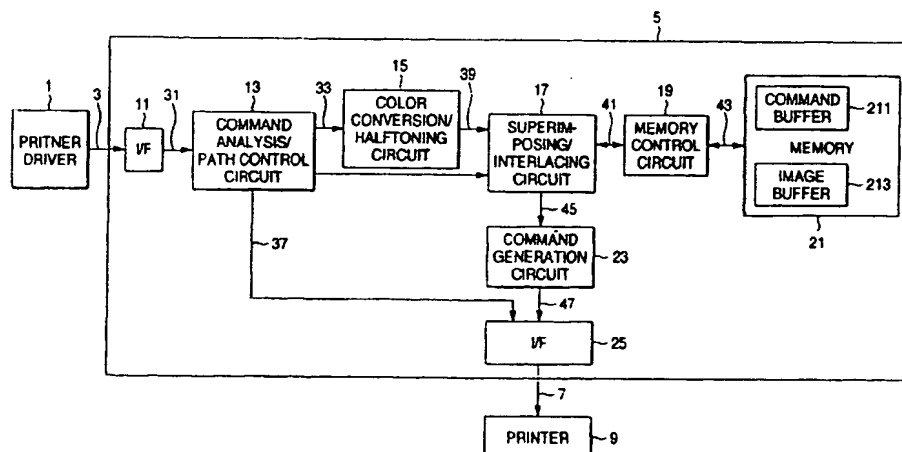 5
1
PRITNER
DRIVER
3
11
I/F
31
13
COMMAND
ANALYSIS/
PATH CONTROL
CIRCUIT
33
15
COLOR
CONVERSION/
HALFTONING
CIRCUIT
39
17
SUPERIM-
POSING/
INTERLACING
CIRCUIT
41
19
MEMORY
CONTROL
CIRCUIT
43
COMMAND
BUFFER
211
MEMORY
IMAGE
BUFFER
213
21
37
45
COMMAND
GENERATION
CIRCUIT
23
47
I/F
25
7
PRINTER
9